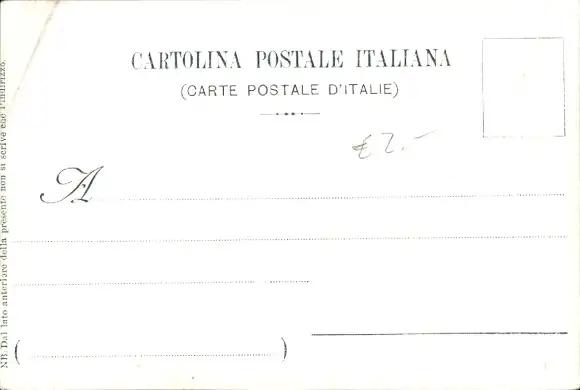 CARTOLINA POSTALE ITALIANA
(CARTE POSTALE D'ITALIE)
€ 2.-
A
( )
NB. Dal lato anteriore della presente non si scrive che l'indirizzo.